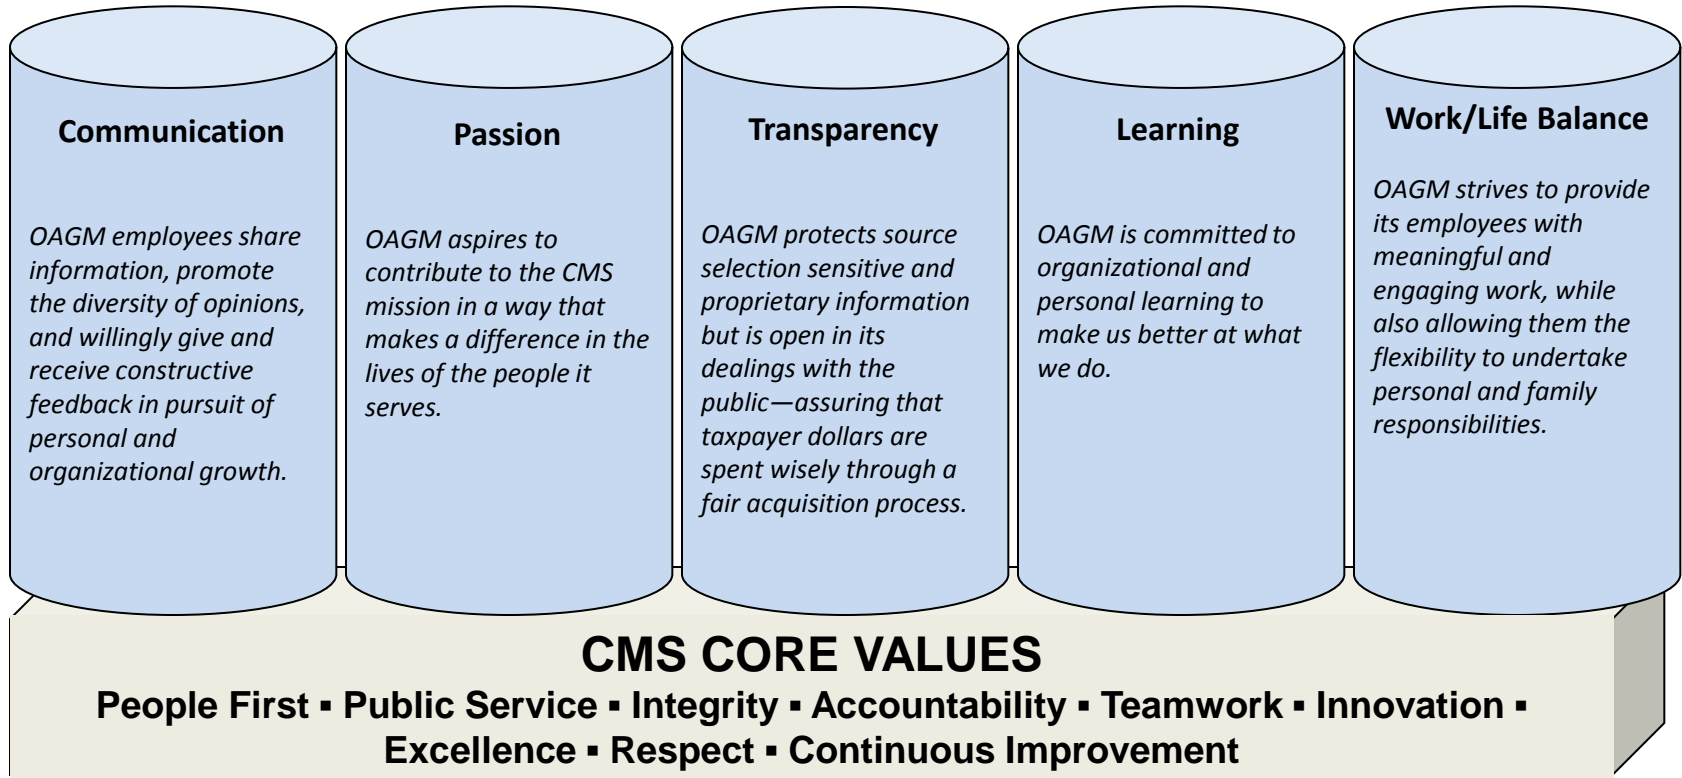 Communication
OAGM employees share
information, promote
the diversity of opinions,
and willingly give and
receive constructive
feedback in pursuit of
personal and
organizational growth.
Passion
OAGM aspires to
contribute to the CMS
mission in a way that
makes a difference in the
lives of the people it
serves.
Transparency
OAGM protects source
selection sensitive and
proprietary information
but is open in its
dealings with the
public—assuring that
taxpayer dollars are
spent wisely through a
fair acquisition process.
Learning
OAGM is committed to
organizational and
personal learning to
make us better at what
we do.
Work/Life Balance
OAGM strives to provide
its employees with
meaningful and
engaging work, while
also allowing them the
flexibility to undertake
personal and family
responsibilities.
CMS CORE VALUES
People First ▪ Public Service ▪ Integrity ▪ Accountability ▪ Teamwork ▪ Innovation ▪
Excellence ▪ Respect ▪ Continuous Improvement